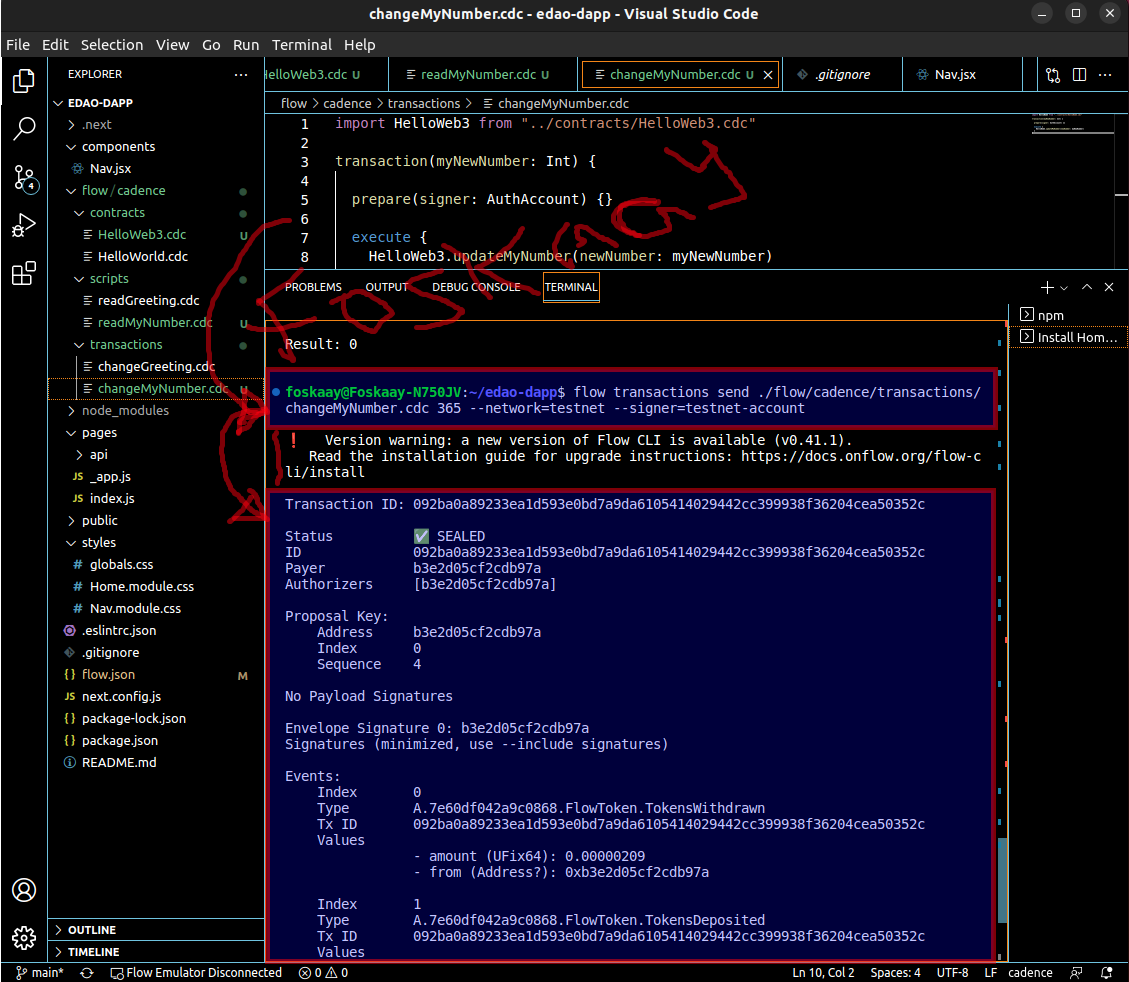 changeMyNumber.cdc - edao-dapp - Visual Studio Code
File Edit Selection View Go Run Terminal Help
EXPLORER
EDAO-DAPP
.next
components
Nav.jsx
flow / cadence
contracts
HelloWeb3.cdc U
HelloWorld.cdc
scripts
readGreeting.cdc
readMyNumber.cdc U
transactions
changeGreeting.cdc
changeMyNumber.cdc U
node_modules
pages
api
JS _app.js
JS index.js
public
styles
# globals.css
# Home.module.css
# Nav.module.css
.eslintrc.json
.gitignore
{} flow.json M
JS next.config.js
{} package-lock.json
{} package.json
README.md
OUTLINE
TIMELINE
4
HelloWeb3.cdc U readMyNumber.cdc U changeMyNumber.cdc U .gitignore Nav.jsx
flow > cadence > transactions > changeMyNumber.cdc
1 import HelloWeb3 from "../contracts/HelloWeb3.cdc"
2
3 transaction(myNewNumber: Int) {
4
5 prepare(signer: AuthAccount) {}
6
7 execute {
8 HelloWeb3.updateMyNumber(newNumber: myNewNumber)
Foskaay
PROBLEMS OUTPUT DEBUG CONSOLE TERMINAL
npm
Install Hom...
Result: 0
foskaay@Foskaay-N750JV:~/edao-dapp$ flow transactions send ./flow/cadence/transactions/
changeMyNumber.cdc 365 --network=testnet --signer=testnet-account
❗ Version warning: a new version of Flow CLI is available (v0.41.1).
Read the installation guide for upgrade instructions: https://docs.onflow.org/flow-c
li/install
Transaction ID: 092ba0a89233ea1d593e0bd7a9da6105414029442cc399938f36204cea50352c
Status ✅ SEALED
ID 092ba0a89233ea1d593e0bd7a9da6105414029442cc399938f36204cea50352c
Payer b3e2d05cf2cdb97a
Authorizers [b3e2d05cf2cdb97a]
Proposal Key:
Address b3e2d05cf2cdb97a
Index 0
Sequence 4
No Payload Signatures
Envelope Signature 0: b3e2d05cf2cdb97a
Signatures (minimized, use --include signatures)
Events:
Index 0
Type A.7e60df042a9c0868.FlowToken.TokensWithdrawn
Tx ID 092ba0a89233ea1d593e0bd7a9da6105414029442cc399938f36204cea50352c
Values
- amount (UFix64): 0.00000209
- from (Address?): 0xb3e2d05cf2cdb97a
Index 1
Type A.7e60df042a9c0868.FlowToken.TokensDeposited
Tx ID 092ba0a89233ea1d593e0bd7a9da6105414029442cc399938f36204cea50352c
Values
main* Flow Emulator Disconnected 0 0 Ln 10, Col 2 Spaces: 4 UTF-8 LF cadence